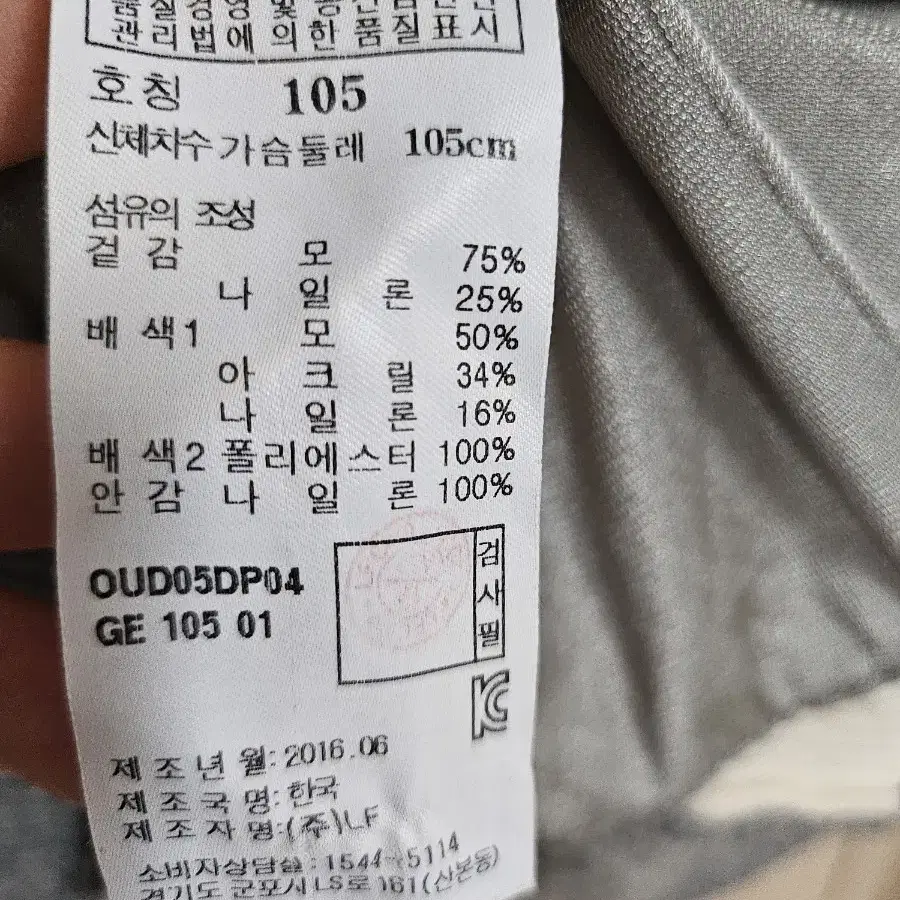 관리법에 의한 품질표시
호칭 105
신체치수 가슴둘레 105cm
섬유의 조성
겉감 모 75%
나일론 25%
배색1 모 50%
아크릴 34%
나일론 16%
배색2 폴리에스터 100%
안감 나일론 100%
OUD05DP04
GE 105 01
검사필
제조년월: 2016.06
제조국명: 한국
제조자명: (주)LF
소비자상담실 : 1544-5114
경기도 군포시 LS로 161(산본동)